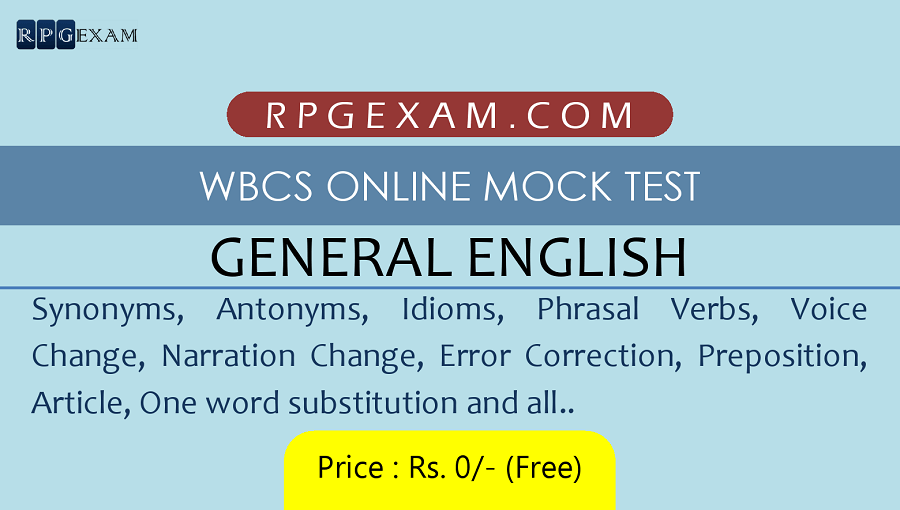 RPGEXAM
RPGEXAM.COM
WBCS ONLINE MOCK TEST
GENERAL ENGLISH
Synonyms, Antonyms, Idioms, Phrasal Verbs, Voice
Change, Narration Change, Error Correction, Preposition,
Article, One word substitution and all..
Price : Rs. 0/- (Free)